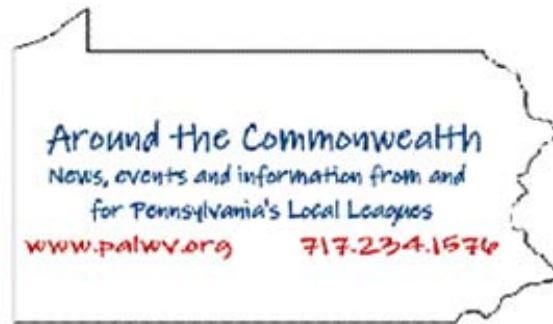 Around the Commonwealth
News, events and information from and
for Pennsylvania's Local Leagues
www.palwv.org 717.234.1576